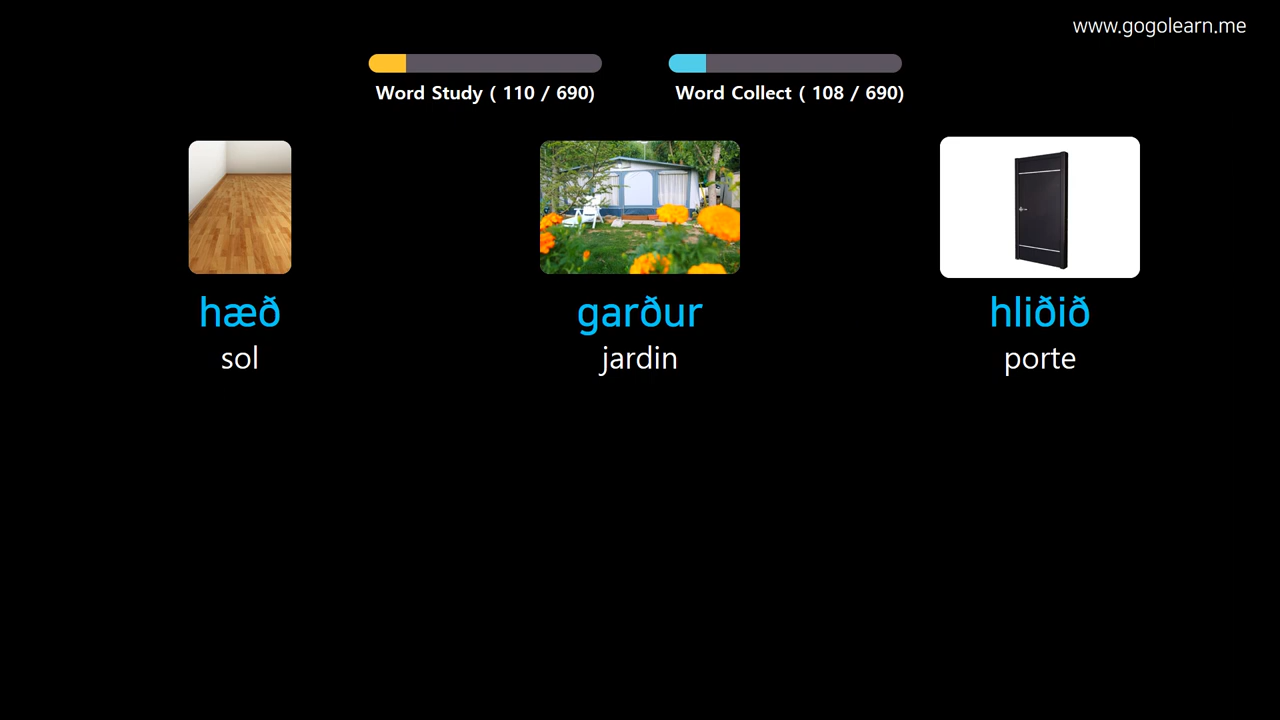 www.gogolearn.me
Word Study ( 110 / 690)
Word Collect ( 108 / 690)
hæð
garður
hliðið
sol
jardin
porte